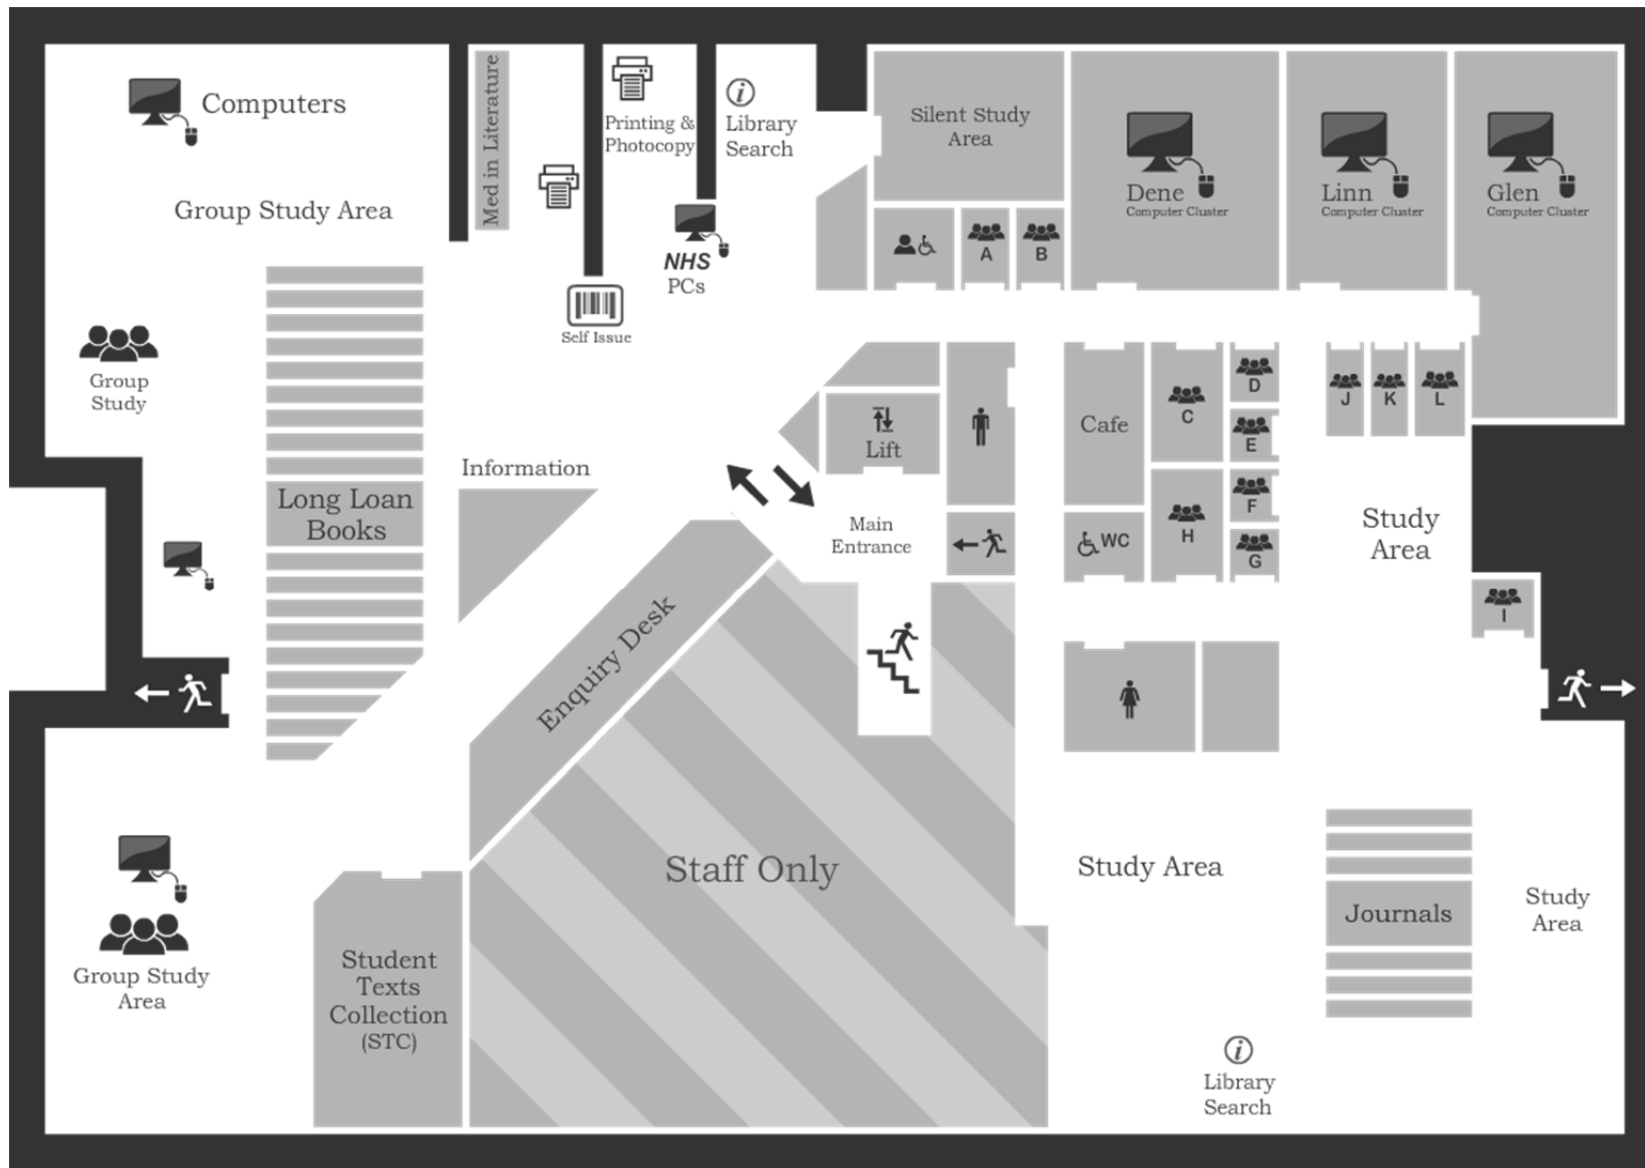 Computers
Group Study Area
Group
Study
Med in Literature
Printing &
Photocopy
Library
Search
NHS
PCs
Self Issue
Silent Study
Area
A
B
Dene
Computer Cluster
Linn
Computer Cluster
Glen
Computer Cluster
Long Loan
Books
Information
Lift
Main
Entrance
Cafe
WC
C
D
E
F
G
H
J
K
L
Study
Area
I
Enquiry Desk
Staff Only
Study Area
Journals
Study
Area
Group Study
Area
Student
Texts
Collection
(STC)
Library
Search